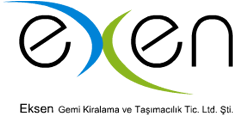 exen
Eksen Gemi Kiralama ve Taşımacılık Tic. Ltd. Şti.